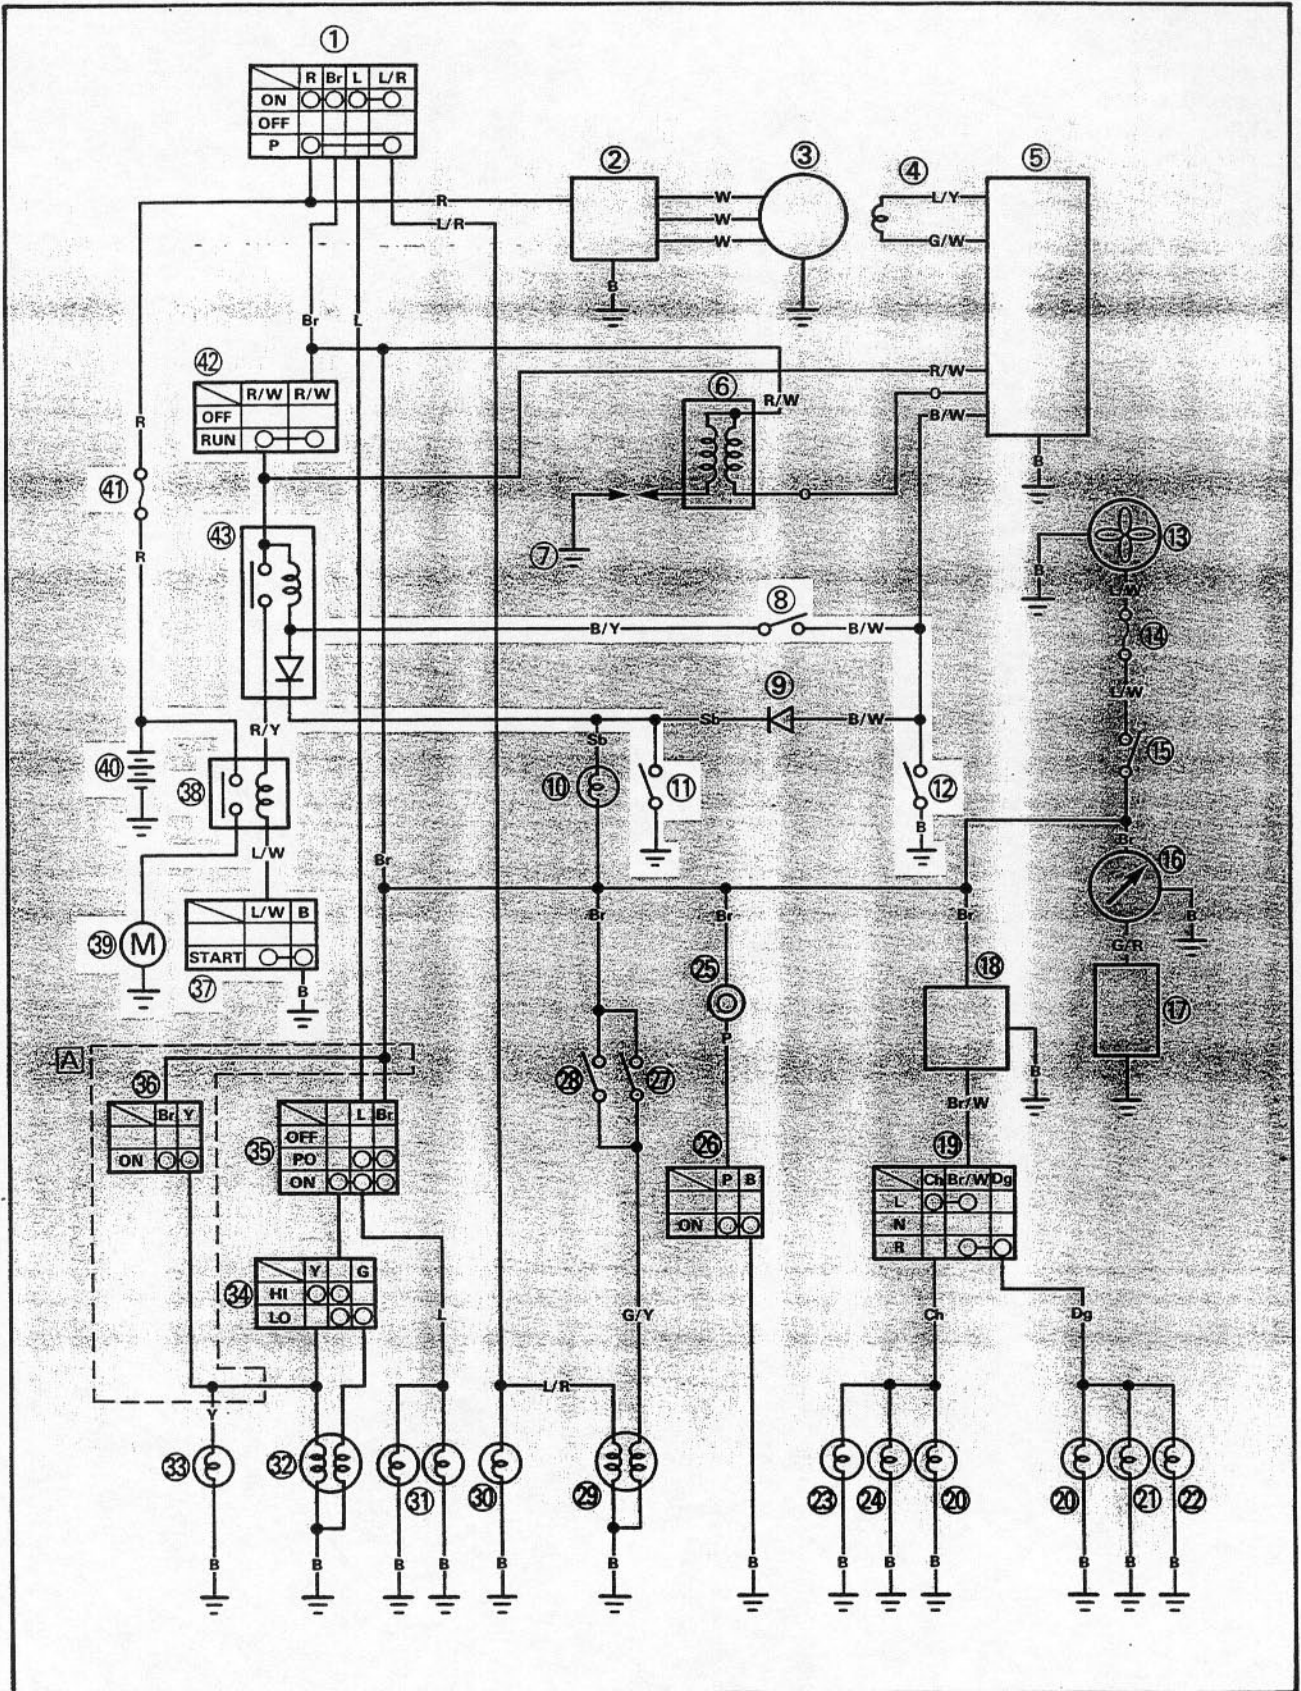 ①
R Br L L/R
ON
OFF
P
② ③ ④ ⑤
R
L/R
W
W
W
L/Y
G/W
B
Br L
㊷
R/W R/W
OFF
RUN
⑥
R/W
R/W
O
B/W
R
㊶
R
O
B
⑦
㊸
⑬
B
L/W
⑭
L/W
⑮
⑧
B/Y B/W
⑨
Sb B/W
R/Y
Sb
㊵
㊳
⑩ ⑪ ⑫
B
L/W
Br
Br
⑯
B
G/R
L/W B
START
㊲
B
㊴ M
Br Br Br
㉕
P
⑱
B
⑰
A
㊱
Br Y
ON
㉟
L Br
OFF
PO
ON
㉘ ㉗
Br/W
㉖
P B
ON
⑲
Ch Br/W Dg
L
N
R
㉞
Y G
HI
LO
L
G/Y
Ch
Dg
L/R
Y
㉝ ㉜ ㉛ ㉚ ㉙ ㉓ ㉔ ⑳ ⑳ ㉑ ㉒
B B B B B B B B B B B B B